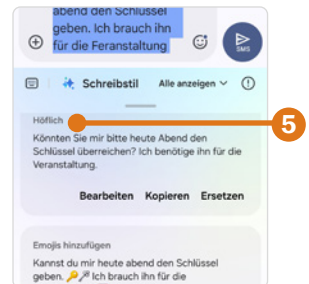 abend den Schlüssel
geben. Ich brauch ihn
für die Feranstaltung
SMS
Schreibstil Alle anzeigen
Höflich
5
Könnten Sie mir bitte heute Abend den
Schlüssel überreichen? Ich benötige ihn für die
Veranstaltung.
Bearbeiten Kopieren Ersetzen
Emojis hinzufügen
Kannst du mir heute abend den Schlüssel
geben. 🔑🗝️ Ich brauch ihn für die